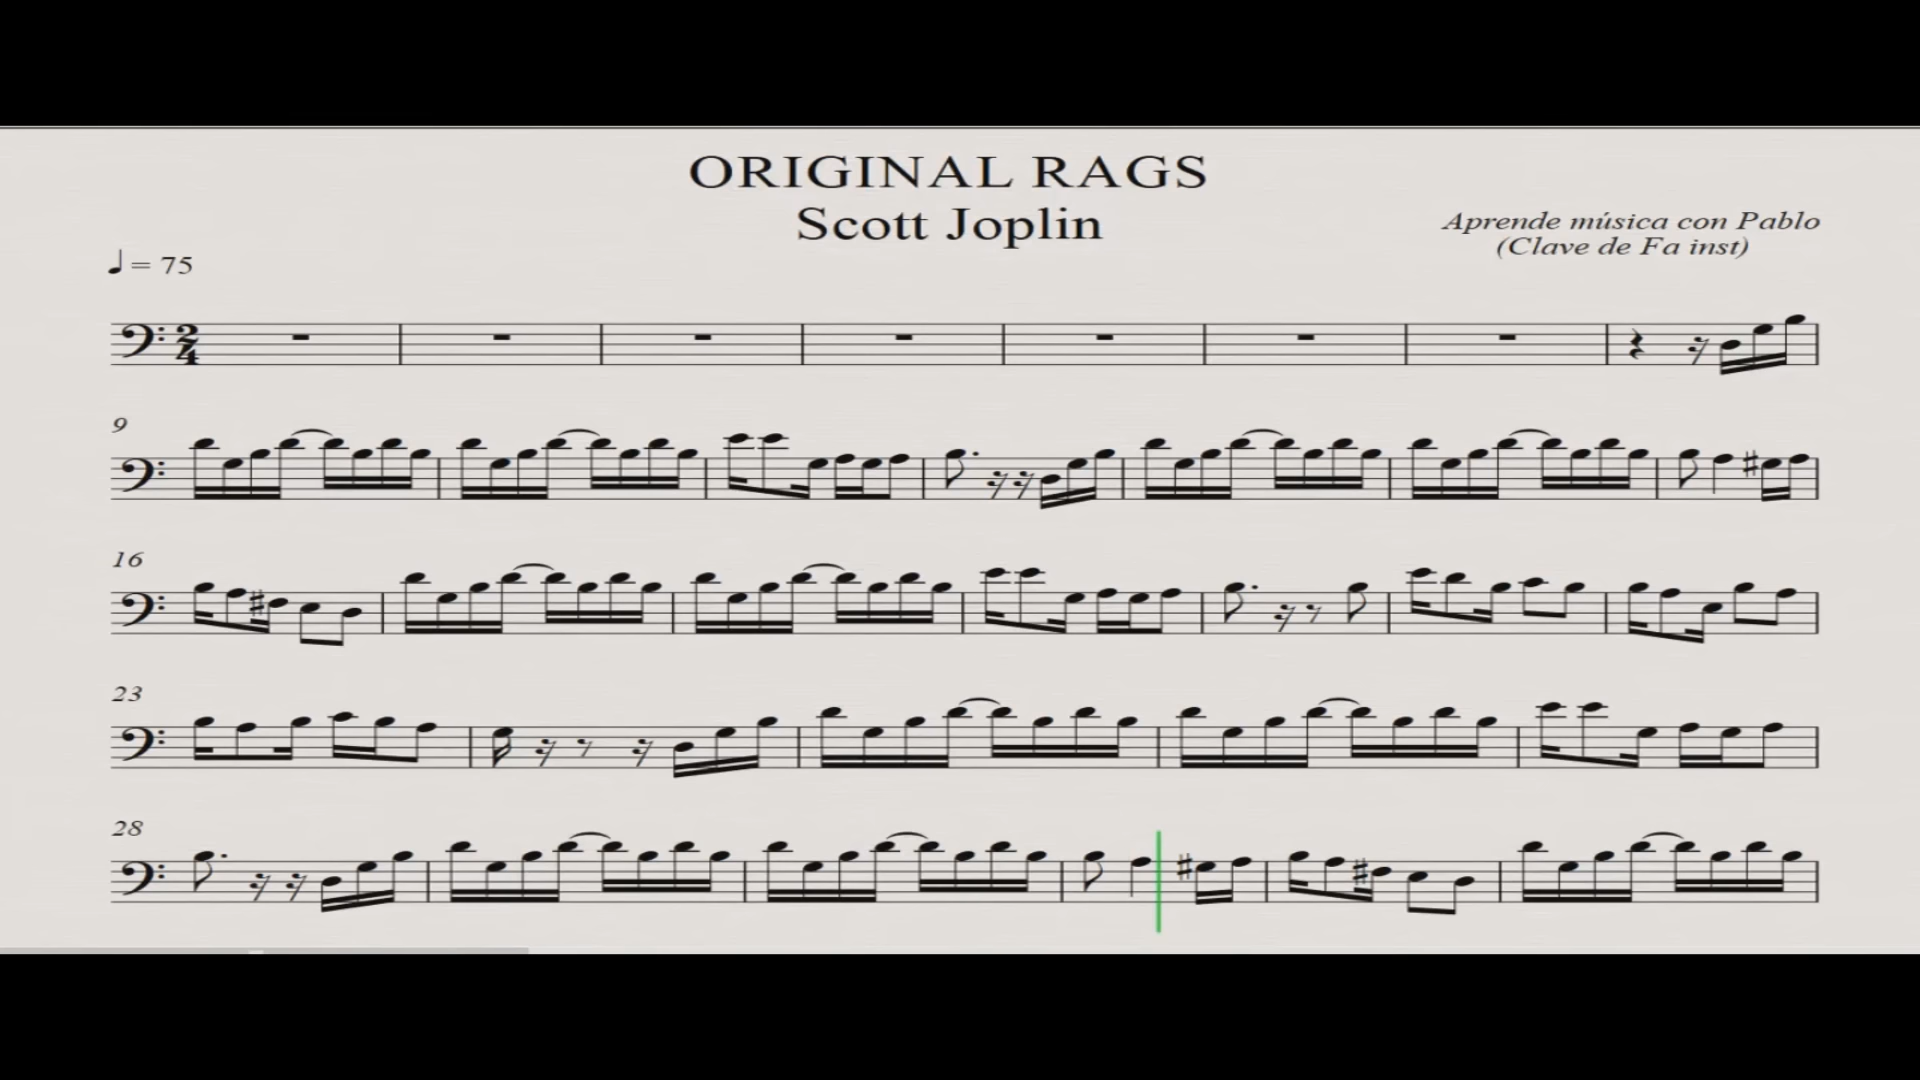 ORIGINAL RAGS
Scott Joplin
Aprende música con Pablo
(Clave de Fa inst)
♩ = 75
2
4
9
16
23
28